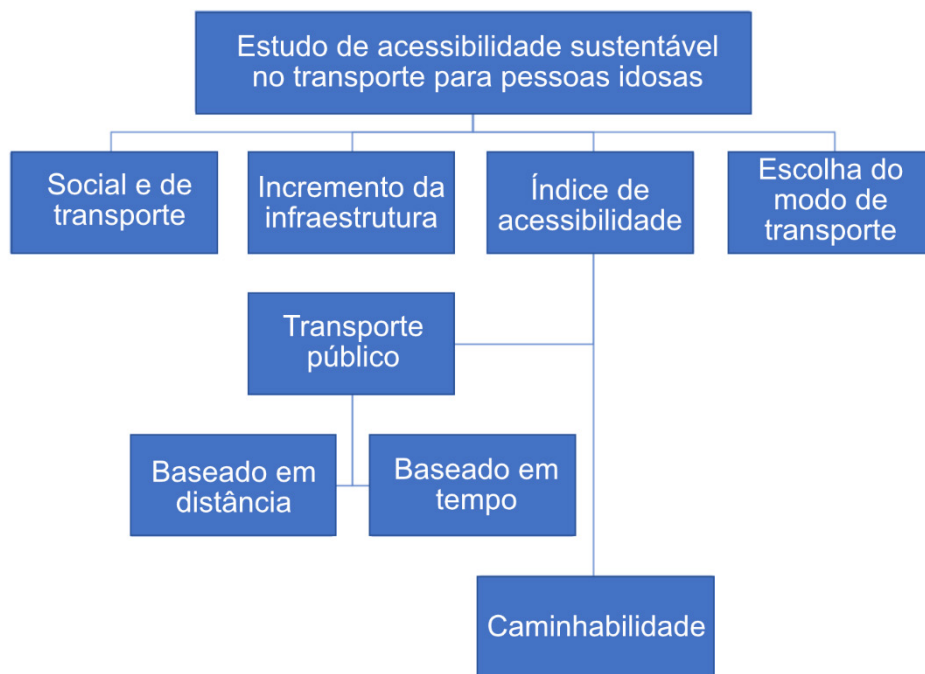 Estudo de acessibilidade sustentável
no transporte para pessoas idosas
Social e de
transporte
Incremento da
infraestrutura
Índice de
acessibilidade
Escolha do
modo de
transporte
Transporte
público
Baseado em
distância
Baseado em
tempo
Caminhabilidade